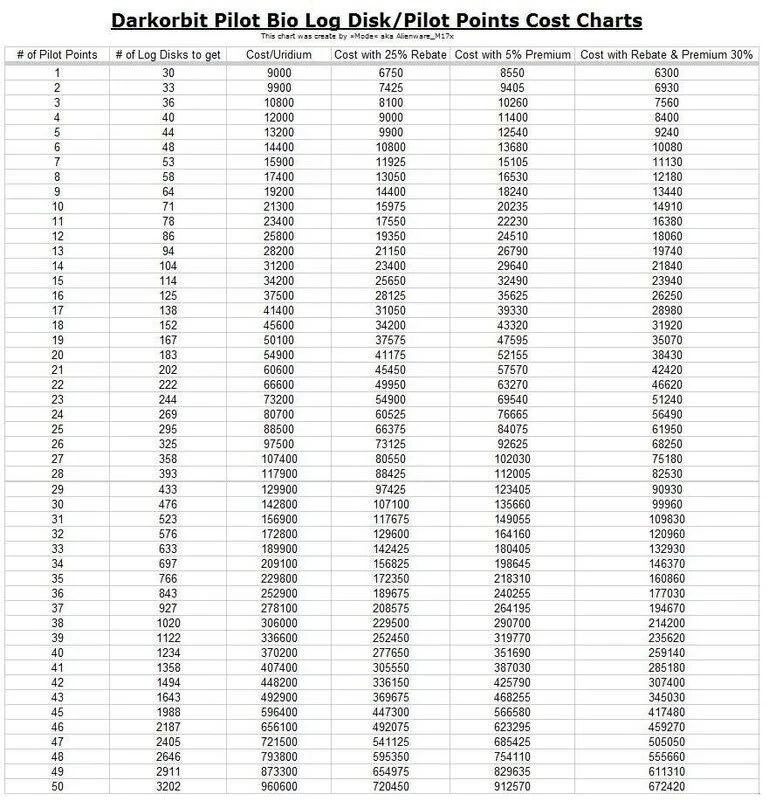 Darkorbit Pilot Bio Log Disk/Pilot Points Cost Charts
This chart was create by »Mode« aka Alienware_M17x
# of Pilot Points # of Log Disks to get Cost/Uridium Cost with 25% Rebate Cost with 5% Premium Cost with Rebate & Premium 30%
1 30 9000 6750 8550 6300
2 33 9900 7425 9405 6930
3 36 10800 8100 10260 7560
4 40 12000 9000 11400 8400
5 44 13200 9900 12540 9240
6 48 14400 10800 13680 10080
7 53 15900 11925 15105 11130
8 58 17400 13050 16530 12180
9 64 19200 14400 18240 13440
10 71 21300 15975 20235 14910
11 78 23400 17550 22230 16380
12 86 25800 19350 24510 18060
13 94 28200 21150 26790 19740
14 104 31200 23400 29640 21840
15 114 34200 25650 32490 23940
16 125 37500 28125 35625 26250
17 138 41400 31050 39330 28980
18 152 45600 34200 43320 31920
19 167 50100 37575 47595 35070
20 183 54900 41175 52155 38430
21 202 60600 45450 57570 42420
22 222 66600 49950 63270 46620
23 244 73200 54900 69540 51240
24 269 80700 60525 76665 56490
25 295 88500 66375 84075 61950
26 325 97500 73125 92625 68250
27 358 107400 80550 102030 75180
28 393 117900 88425 112005 82530
29 433 129900 97425 123405 90930
30 476 142800 107100 135660 99960
31 523 156900 117675 149055 109830
32 576 172800 129600 164160 120960
33 633 189900 142425 180405 132930
34 697 209100 156825 198645 146370
35 766 229800 172350 218310 160860
36 843 252900 189675 240255 177030
37 927 278100 208575 264195 194670
38 1020 306000 229500 290700 214200
39 1122 336600 252450 319770 235620
40 1234 370200 277650 351690 259140
41 1358 407400 305550 387030 285180
42 1494 448200 336150 425790 307400
43 1643 492900 369675 468255 345030
45 1988 596400 447300 566580 417480
46 2187 656100 492075 623295 459270
47 2405 721500 541125 685425 505050
48 2646 793800 595350 754110 555660
49 2911 873300 654975 829635 611310
50 3202 960600 720450 912570 672420